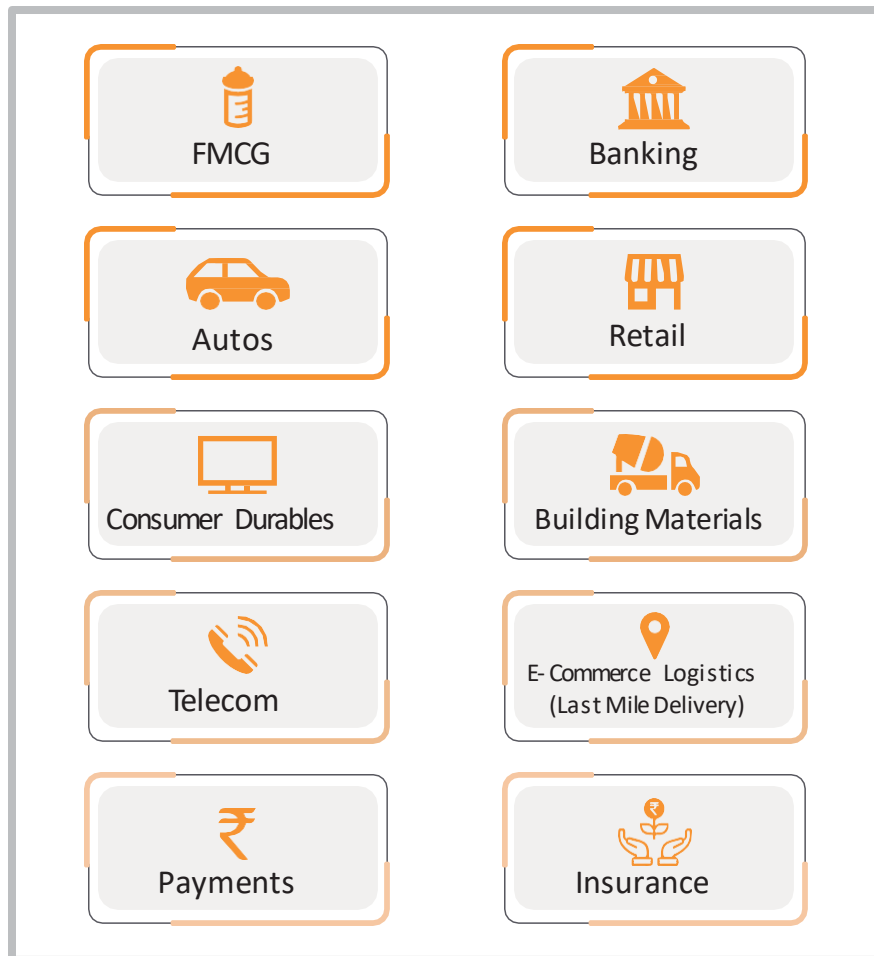 FMCG
Banking
Autos
Retail
Consumer Durables
Building Materials
Telecom
E-Commerce Logistics
(Last Mile Delivery)
₹
Payments
₹
Insurance